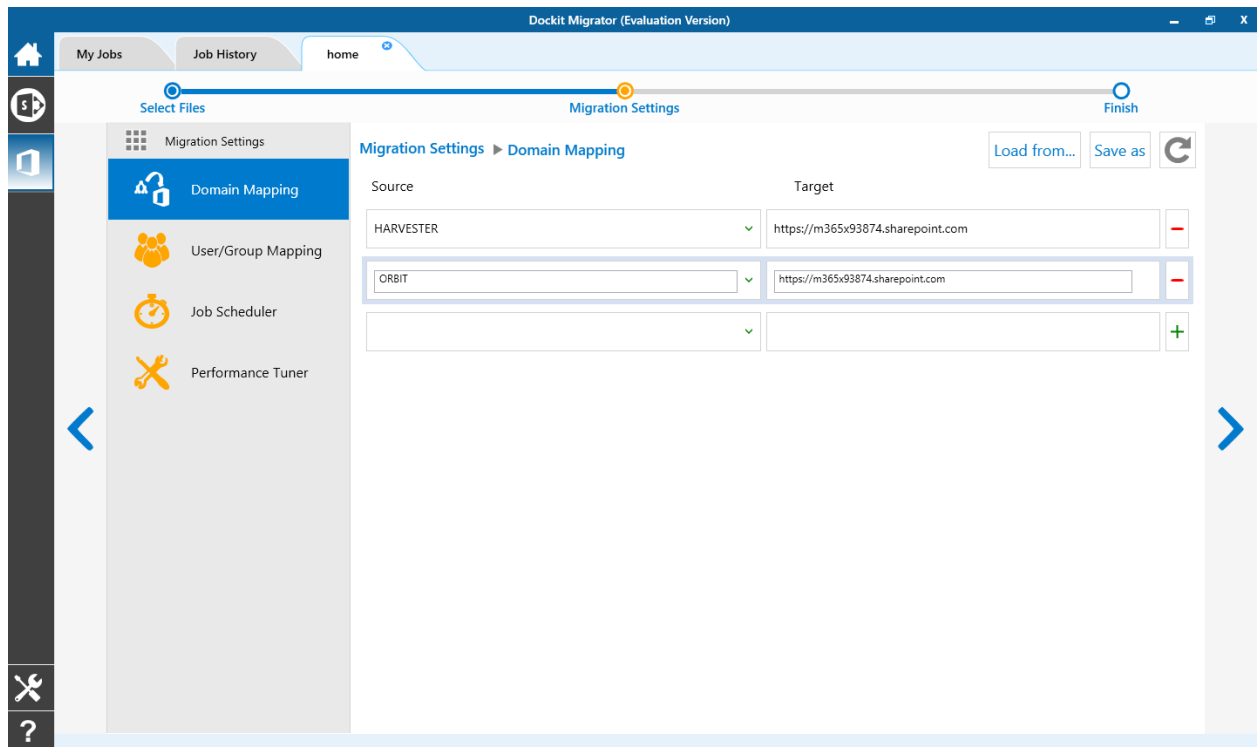 Dockit Migrator (Evaluation Version)
My Jobs
Job History
home
Select Files
Migration Settings
Finish
Migration Settings
Domain Mapping
User/Group Mapping
Job Scheduler
Performance Tuner
Migration Settings ▶ Domain Mapping
Load from...
Save as
Source
Target
HARVESTER
https://m365x93874.sharepoint.com
ORBIT
https://m365x93874.sharepoint.com